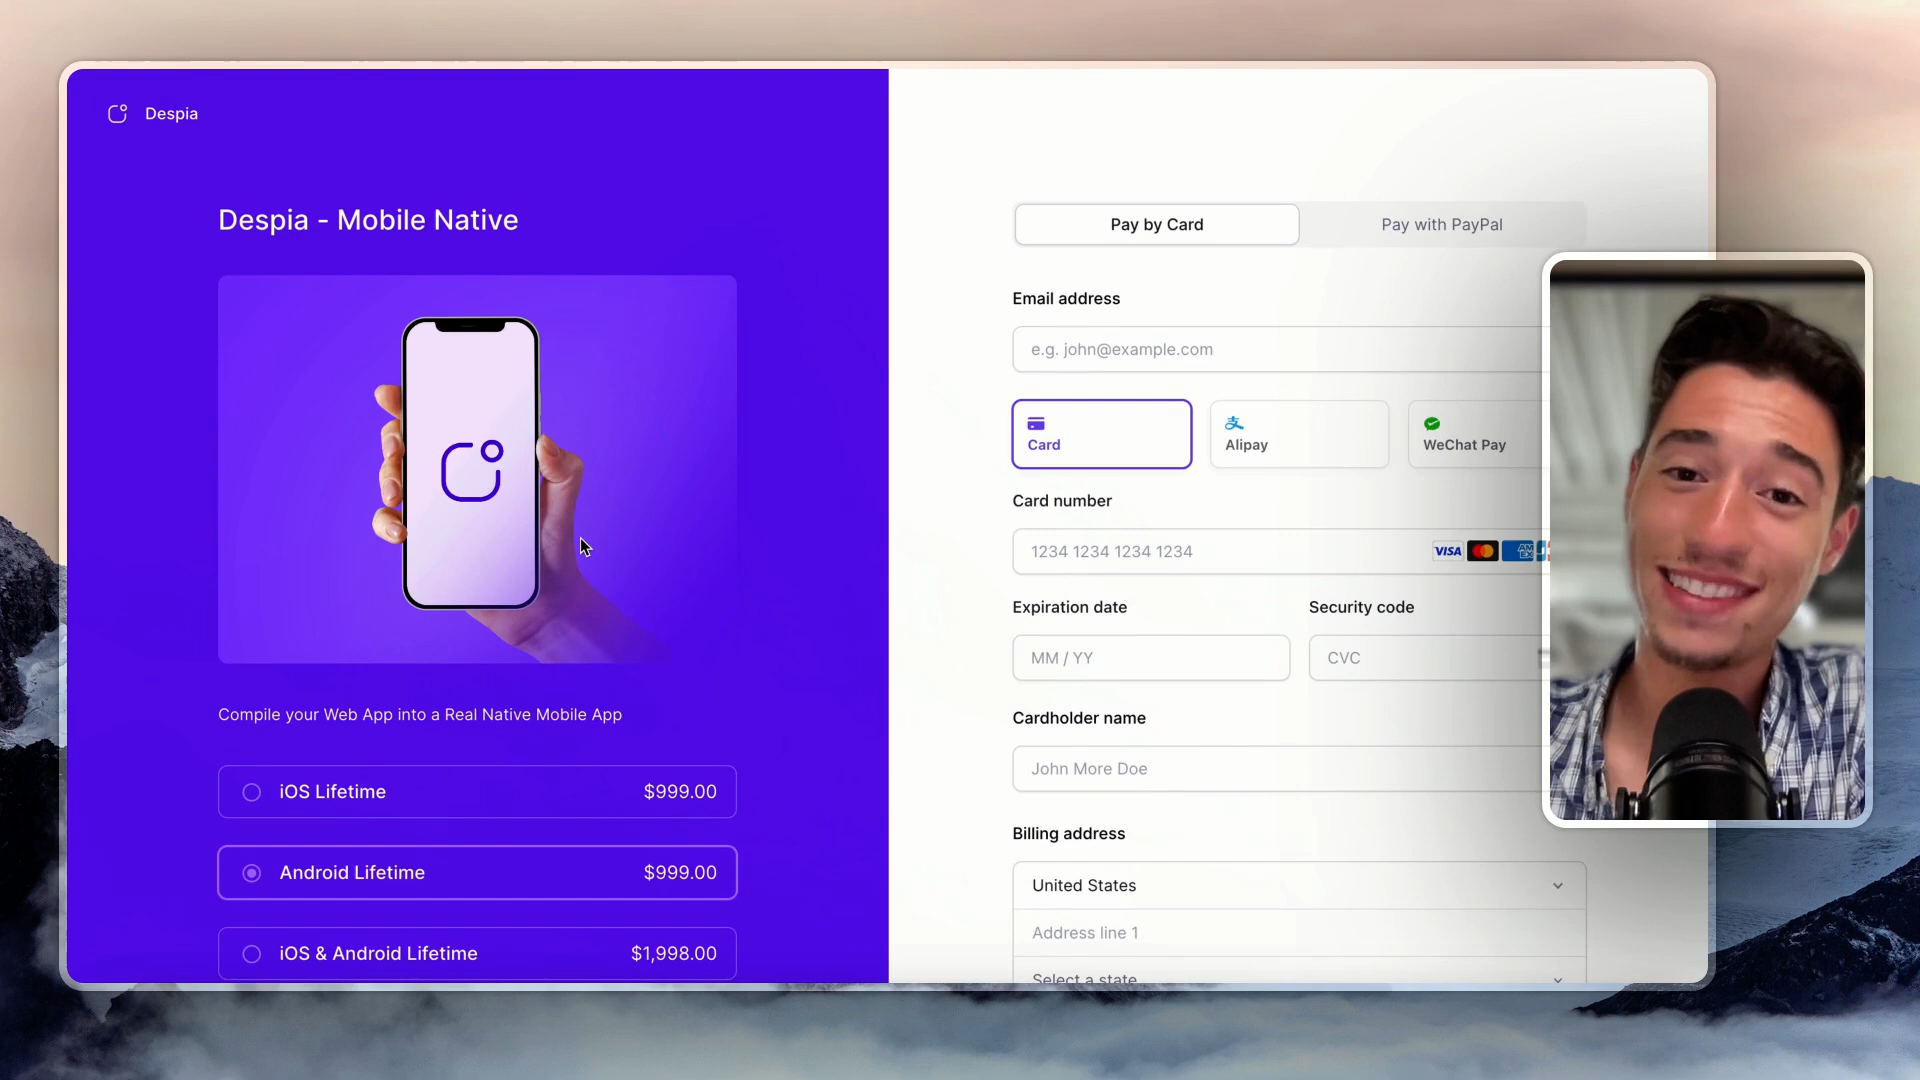 Despia
Despia - Mobile Native
Compile your Web App into a Real Native Mobile App
iOS Lifetime $999.00
Android Lifetime $999.00
iOS & Android Lifetime $1,998.00
Pay by Card Pay with PayPal
Email address
e.g. john@example.com
Card Alipay WeChat Pay
Card number
1234 1234 1234 1234 VISA AMEX
Expiration date Security code
MM / YY CVC
Cardholder name
John More Doe
Billing address
United States
Address line 1
Select a state